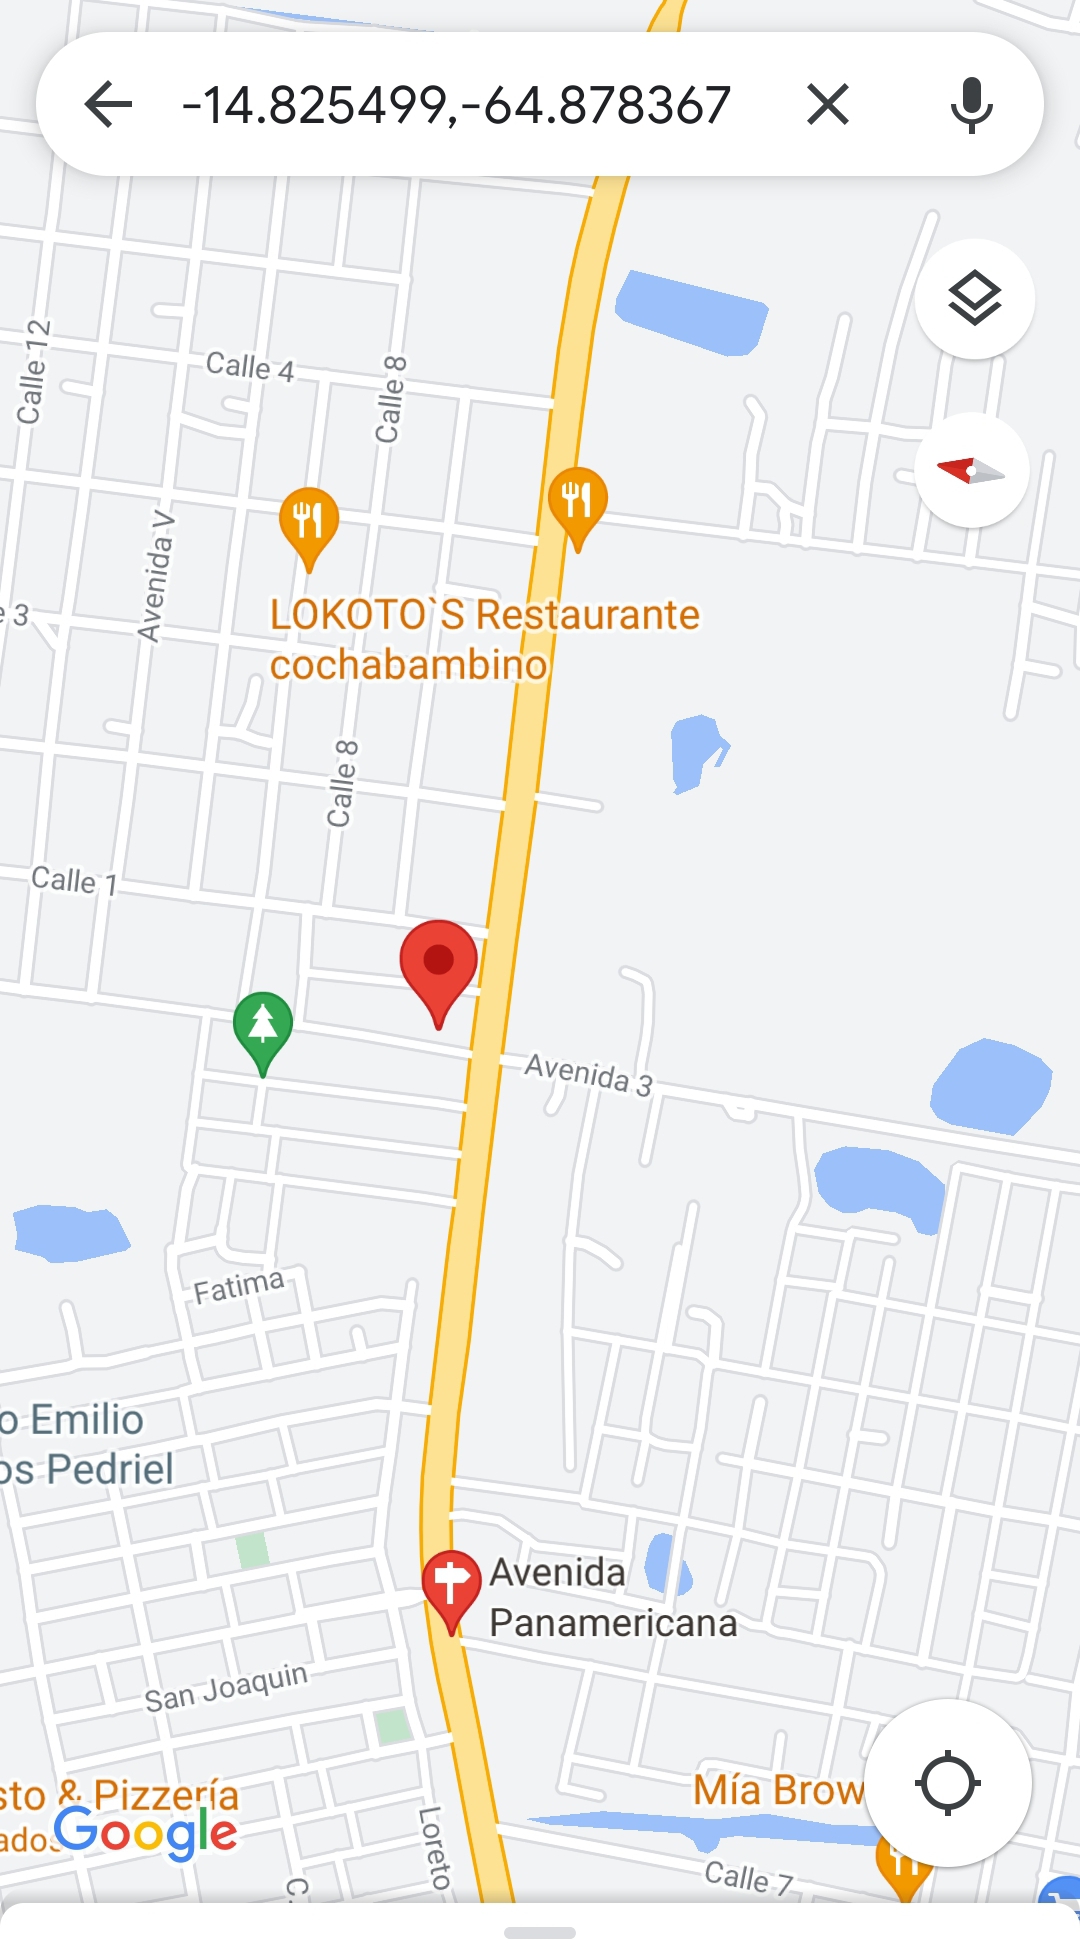 -14.825499,-64.878367
Calle 12
Calle 4
Calle 8
Avenida V
e 3
LOKOTO`S Restaurante
cochabambino
Calle 8
Calle 1
Avenida 3
Fatima
o Emilio
os Pedriel
Avenida
Panamericana
San Joaquin
sto & Pizzería
ados
Google
Mía Brow
Loreto
Calle 7
C.